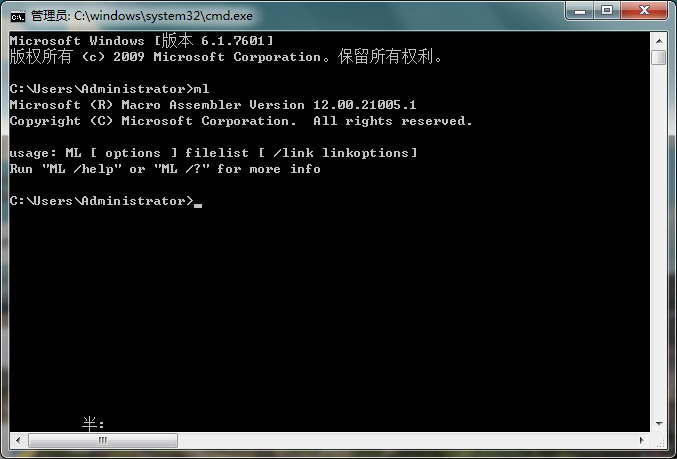 管理员: C:\windows\system32\cmd.exe
Microsoft Windows [版本 6.1.7601]
版权所有 (c) 2009 Microsoft Corporation。保留所有权利。
C:\Users\Administrator>ml
Microsoft (R) Macro Assembler Version 12.00.21005.1
Copyright (C) Microsoft Corporation.  All rights reserved.
usage: ML [ options ] filelist [ /link linkoptions]
Run "ML /help" or "ML /?" for more info
C:\Users\Administrator>_
半: